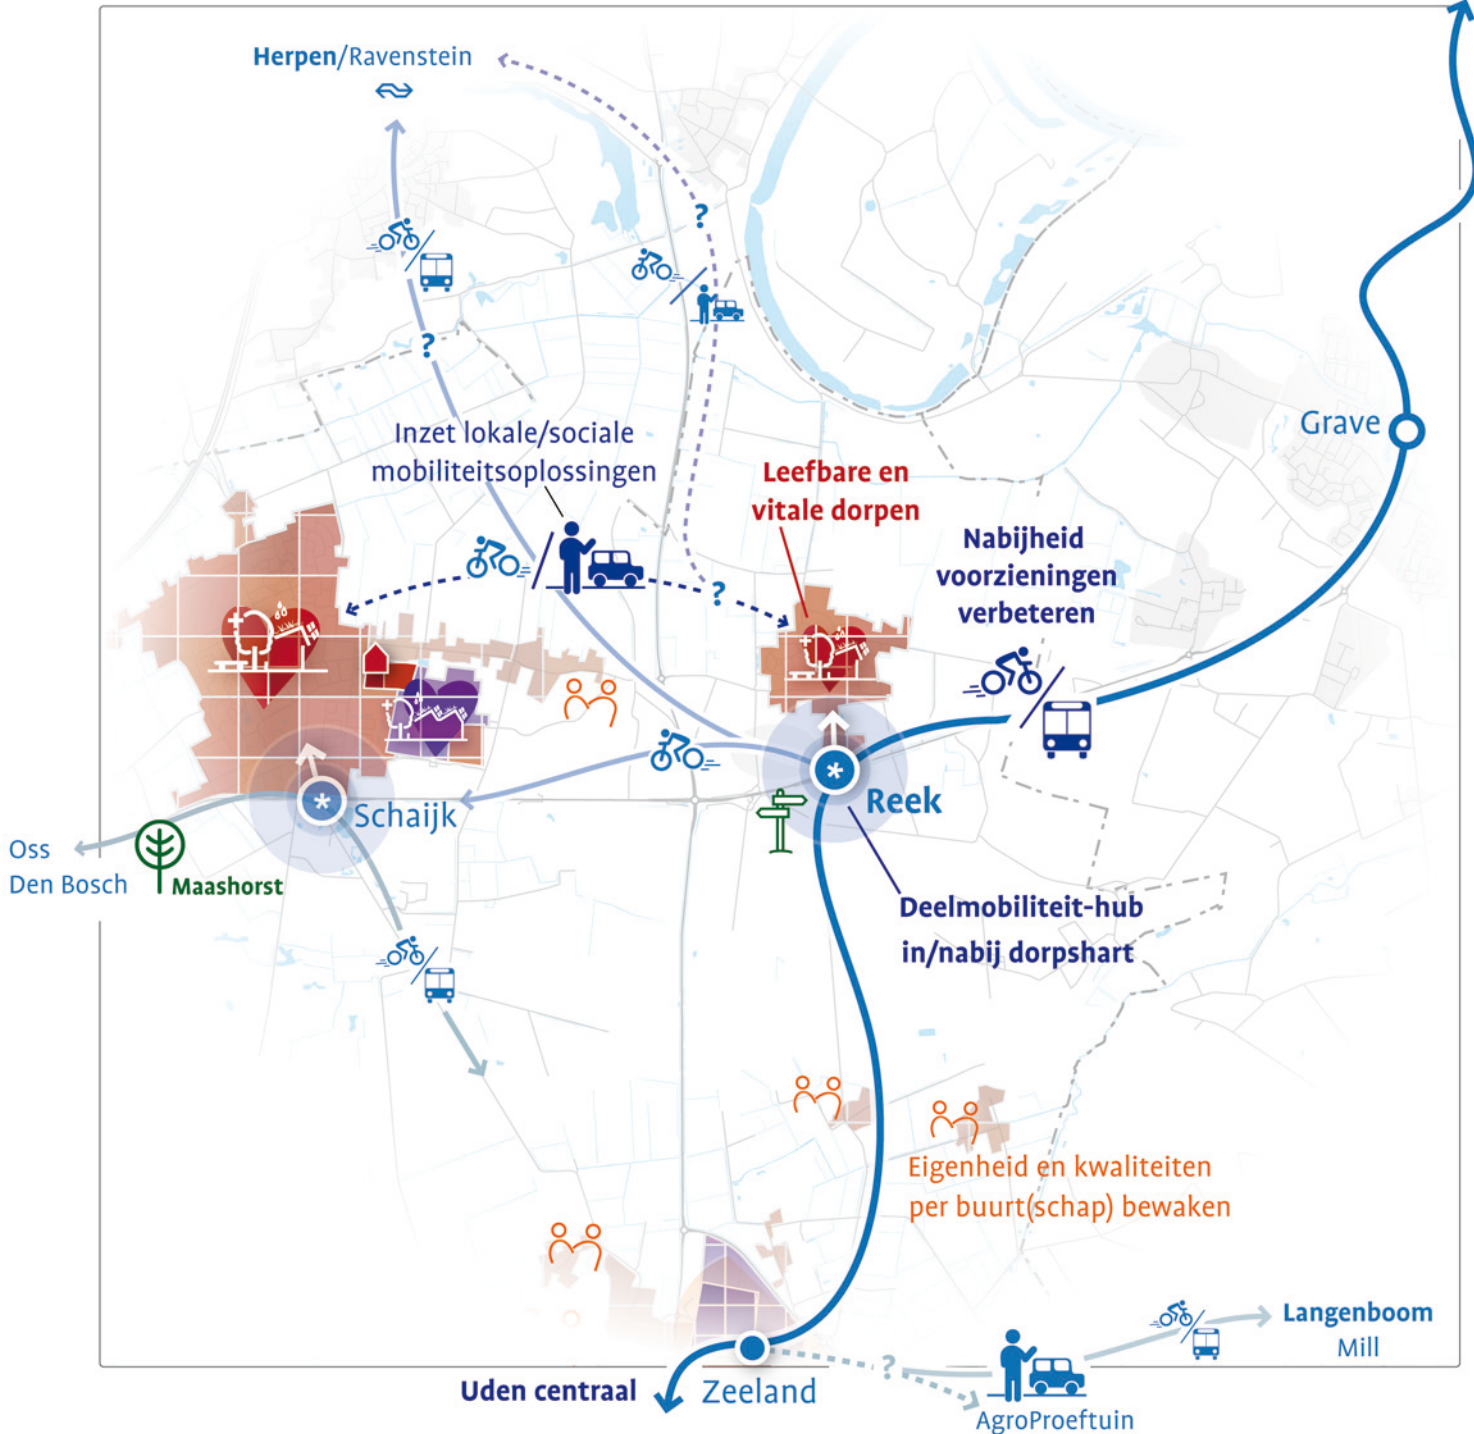 Herpen/Ravenstein
?
?
Grave
Inzet lokale/sociale
mobiliteitsoplossingen
Leefbare en
vitale dorpen
Nabijheid
voorzieningen
verbeteren
?
*
Reek
*
Schaijk
Oss
Den Bosch
Maashorst
Deelmobiliteit-hub
in/nabij dorpshart
Eigenheid en kwaliteiten
per buurt(schap) bewaken
Langenboom
Mill
?
Uden centraal
Zeeland
AgroProeftuin